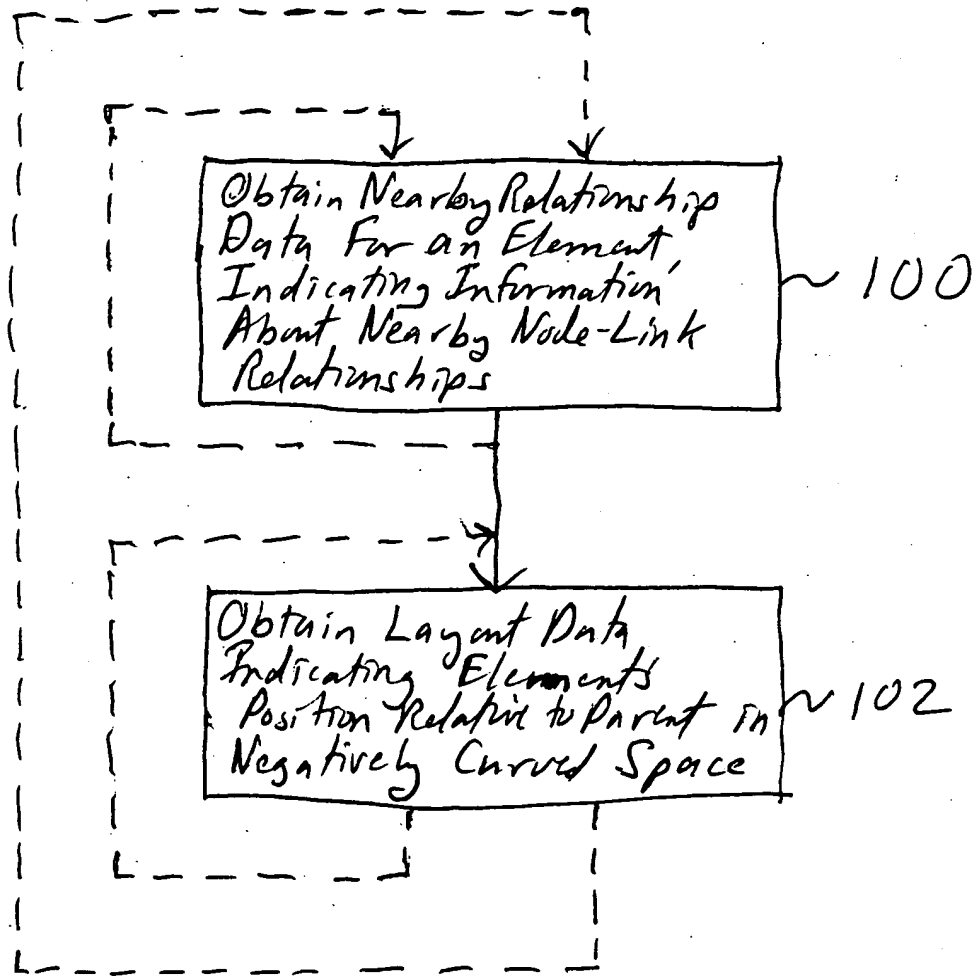 Obtain Nearby Relationship
Data For an Element,
Indicating Information
About Nearby Node-Link
Relationships
100
Obtain Layout Data
Indicating Element's
Position Relative to Parent in
Negatively Curved Space
102